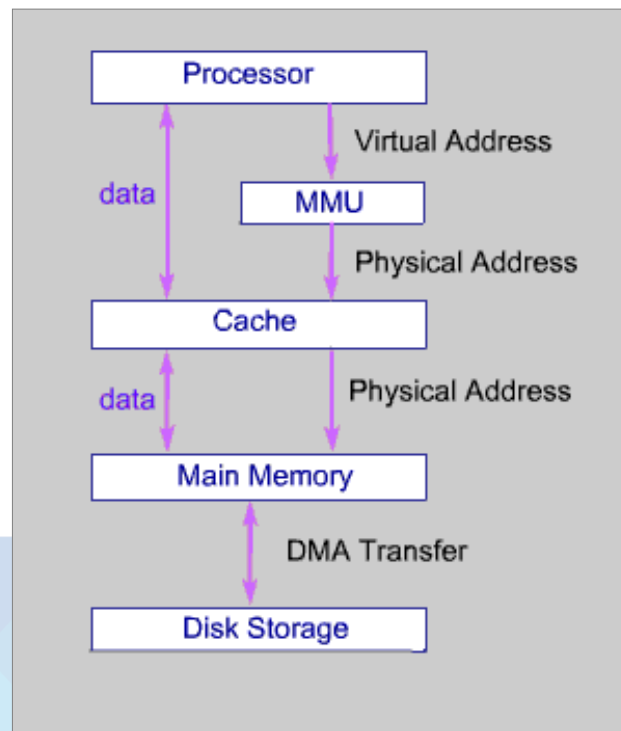 Processor
Virtual Address
data
MMU
Physical Address
Cache
data
Physical Address
Main Memory
DMA Transfer
Disk Storage